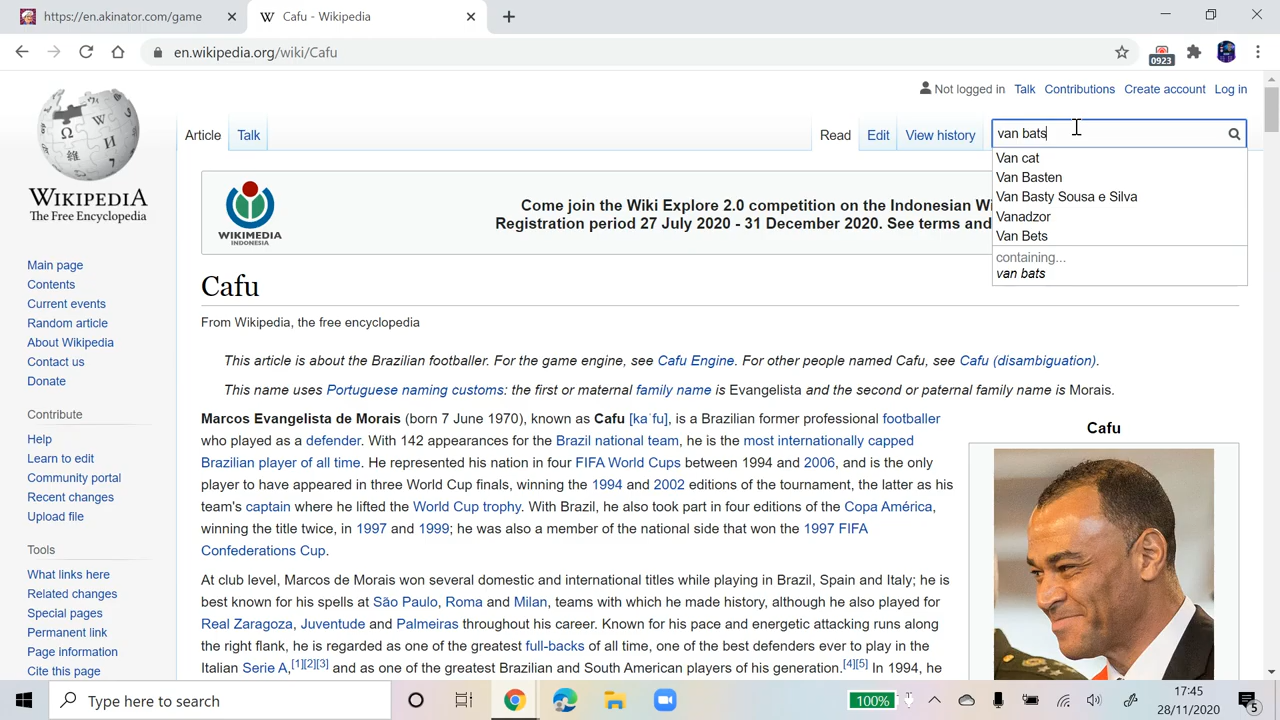 https://en.akinator.com/game
Cafu - Wikipedia
en.wikipedia.org/wiki/Cafu
0923
Not logged in Talk Contributions Create account Log in
Article Talk Read Edit View history van bats
Van cat
Van Basten
Van Basty Sousa e Silva
Vanadzor
Van Bets
containing...
van bats
WIKIPEDIA
The Free Encyclopedia
WIKIMEDIA
INDONESIA
Come join the Wiki Explore 2.0 competition on the Indonesian Wi
Registration period 27 July 2020 - 31 December 2020. See terms and
Main page
Contents
Current events
Random article
About Wikipedia
Contact us
Donate
Contribute
Help
Learn to edit
Community portal
Recent changes
Upload file
Tools
What links here
Related changes
Special pages
Permanent link
Page information
Cite this page
Cafu
From Wikipedia, the free encyclopedia
This article is about the Brazilian footballer. For the game engine, see Cafu Engine. For other people named Cafu, see Cafu (disambiguation).
This name uses Portuguese naming customs: the first or maternal family name is Evangelista and the second or paternal family name is Morais.
Marcos Evangelista de Morais (born 7 June 1970), known as Cafu [kaˈfu], is a Brazilian former professional footballer
who played as a defender. With 142 appearances for the Brazil national team, he is the most internationally capped
Brazilian player of all time. He represented his nation in four FIFA World Cups between 1994 and 2006, and is the only
player to have appeared in three World Cup finals, winning the 1994 and 2002 editions of the tournament, the latter as his
team's captain where he lifted the World Cup trophy. With Brazil, he also took part in four editions of the Copa América,
winning the title twice, in 1997 and 1999; he was also a member of the national side that won the 1997 FIFA
Confederations Cup.
At club level, Marcos de Morais won several domestic and international titles while playing in Brazil, Spain and Italy; he is
best known for his spells at São Paulo, Roma and Milan, teams with which he made history, although he also played for
Real Zaragoza, Juventude and Palmeiras throughout his career. Known for his pace and energetic attacking runs along
the right flank, he is regarded as one of the greatest full-backs of all time, one of the best defenders ever to play in the
Italian Serie A,[1][2][3] and as one of the greatest Brazilian and South American players of his generation.[4][5] In 1994, he
Cafu
Type here to search
100%
17:45
28/11/2020
5